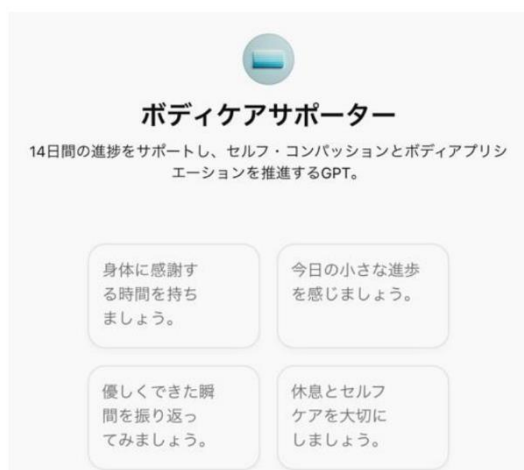 ボディケアサポーター
14日間の進捗をサポートし、セルフ・コンパッションとボディアプリシ
エーションを推進するGPT。
身体に感謝す
る時間を持ち
ましょう。
今日の小さな進歩
を感じましょう。
優しくできた瞬
間を振り返っ
てみましょう。
休息とセルフ
ケアを大切に
しましょう。